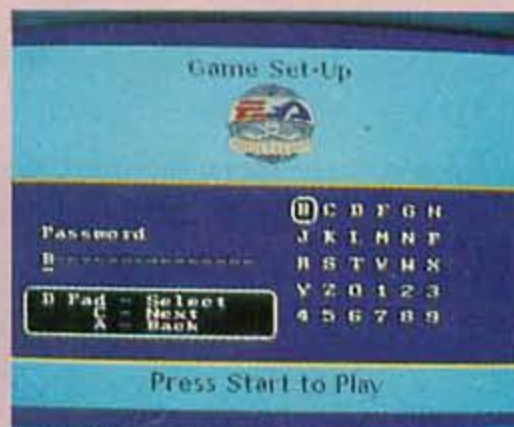 Game Set-Up
Password
B---------------
D Pad - Select
C - Next
A - Back
B C D F G H
J K L M N P
R S T V W X
Y Z 0 1 2 3
4 5 6 7 8 9
Press Start to Play